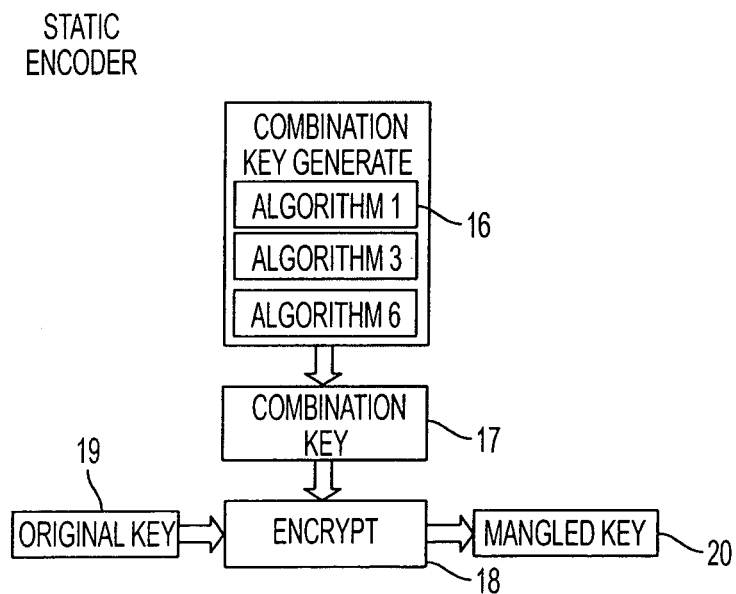 STATIC
ENCODER
COMBINATION
KEY GENERATE
ALGORITHM 1
16
ALGORITHM 3
ALGORITHM 6
COMBINATION
KEY
17
19
ORIGINAL KEY
ENCRYPT
MANGLED KEY
18
20